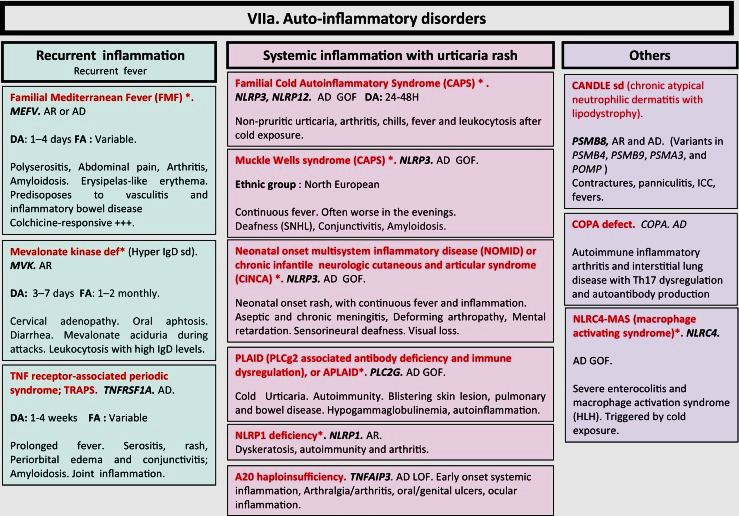 VIIa. Auto-inflammatory disorders
Recurrent inflammation
Recurrent fever
Familial Mediterranean Fever (FMF) *.
MEFV. AR or AD
DA: 1–4 days FA : Variable.
Polyserositis, Abdominal pain, Arthritis,
Amyloidosis. Erysipelas-like erythema.
Predisoposes to vasculitis and
inflammatory bowel disease
Colchicine-responsive +++.
Mevalonate kinase def* (Hyper IgD sd).
MVK. AR
DA: 3–7 days FA: 1–2 monthly.
Cervical adenopathy. Oral aphtosis.
Diarrhea. Mevalonate aciduria during
attacks. Leukocytosis with high IgD levels.
TNF receptor-associated periodic
syndrome; TRAPS. TNFRSF1A. AD.
DA: 1-4 weeks FA : Variable
Prolonged fever. Serositis, rash,
Periorbital edema and conjunctivitis;
Amyloidosis. Joint inflammation.
Systemic inflammation with urticaria rash
Familial Cold Autoinflammatory Syndrome (CAPS) * .
NLRP3, NLRP12. AD GOF DA: 24-48H
Non-pruritic urticaria, arthritis, chills, fever and leukocytosis after
cold exposure.
Muckle Wells syndrome (CAPS) *. NLRP3. AD GOF.
Ethnic group : North European
Continuous fever. Often worse in the evenings.
Deafness (SNHL), Conjunctivitis, Amyloidosis.
Neonatal onset multisystem inflammatory disease (NOMID) or
chronic infantile neurologic cutaneous and articular syndrome
(CINCA) *. NLRP3. AD GOF.
Neonatal onset rash, with continuous fever and inflammation.
Aseptic and chronic meningitis, Deforming arthropathy, Mental
retardation. Sensorineural deafness. Visual loss.
PLAID (PLCg2 associated antibody deficiency and immune
dysregulation), or APLAID*. PLC2G. AD GOF.
Cold Urticaria. Autoimmunity. Blistering skin lesion, pulmonary
and bowel disease. Hypogammaglobulinemia, autoinflammation.
NLRP1 deficiency*. NLRP1. AR.
Dyskeratosis, autoimmunity and arthritis.
A20 haploinsufficiency. TNFAIP3. AD LOF. Early onset systemic
inflammation, Arthralgia/arthritis, oral/genital ulcers, ocular
inflammation.
Others
CANDLE sd (chronic atypical
neutrophilic dermatitis with
lipodystrophy).
PSMB8, AR and AD. (Variants in
PSMB4, PSMB9, PSMA3, and
POMP )
Contractures, panniculitis, ICC,
fevers.
COPA defect. COPA. AD
Autoimmune inflammatory
arthritis and interstitial lung
disease with Th17 dysregulation
and autoantibody production
NLRC4-MAS (macrophage
activating syndrome)*. NLRC4.
AD GOF.
Severe enterocolitis and
macrophage activation syndrome
(HLH). Triggered by cold
exposure.